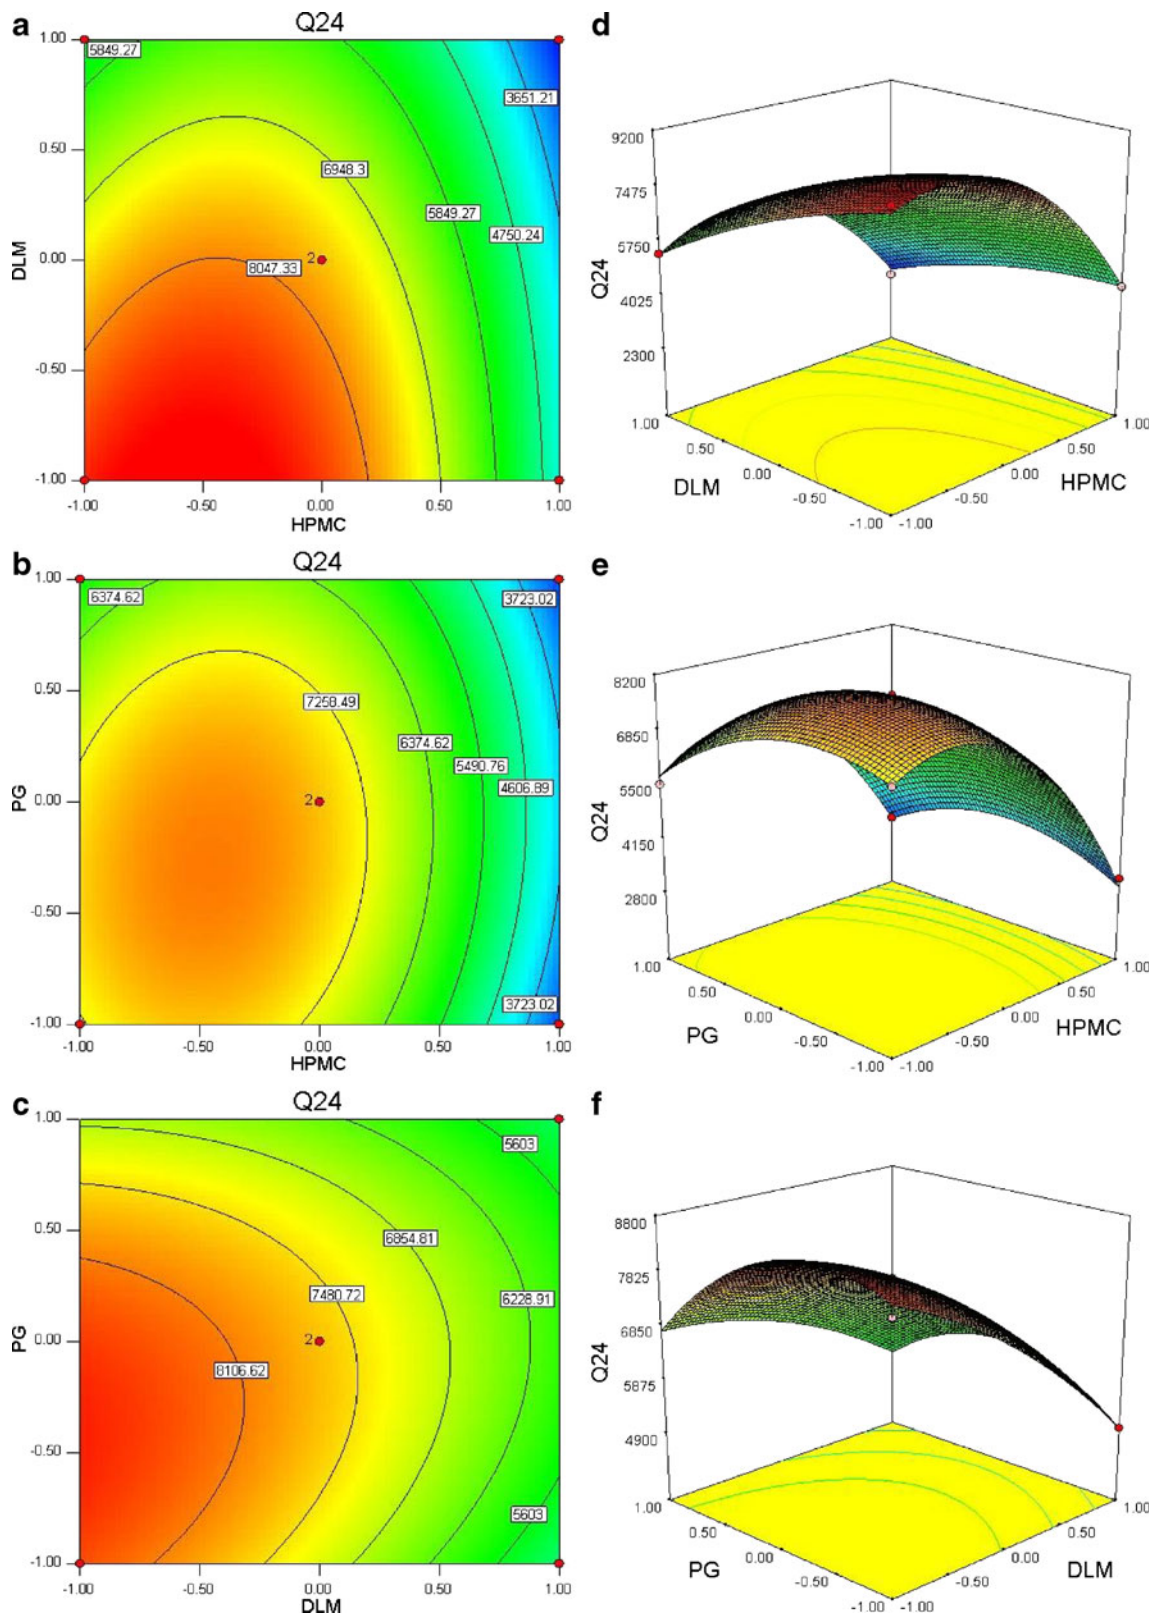 a
Q24
1.00
5849.27
3651.21
0.50
6948.3
5849.27
4750.24
DLM
0.00
2
8047.33
-0.50
-1.00
-1.00 -0.50 0.00 0.50 1.00
HPMC
d
9200
7475
5750
4025
2300
Q24
1.00 1.00
0.50 0.50
0.00 0.00
-0.50 -0.50
-1.00 -1.00
DLM HPMC
b
Q24
1.00
6374.62
3723.02
0.50
7258.49
6374.62
5490.76
4606.89
PG
0.00
2
-0.50
3723.02
-1.00
-1.00 -0.50 0.00 0.50 1.00
HPMC
e
8200
6850
5500
4150
2800
Q24
1.00 1.00
0.50 0.50
0.00 0.00
-0.50 -0.50
-1.00 -1.00
PG HPMC
c
Q24
1.00
5603
0.50
6854.81
7480.72
6228.91
PG
0.00
2
8106.62
-0.50
5603
-1.00
-1.00 -0.50 0.00 0.50 1.00
DLM
f
8800
7825
6850
5875
4900
Q24
1.00 1.00
0.50 0.50
0.00 0.00
-0.50 -0.50
-1.00 -1.00
PG DLM